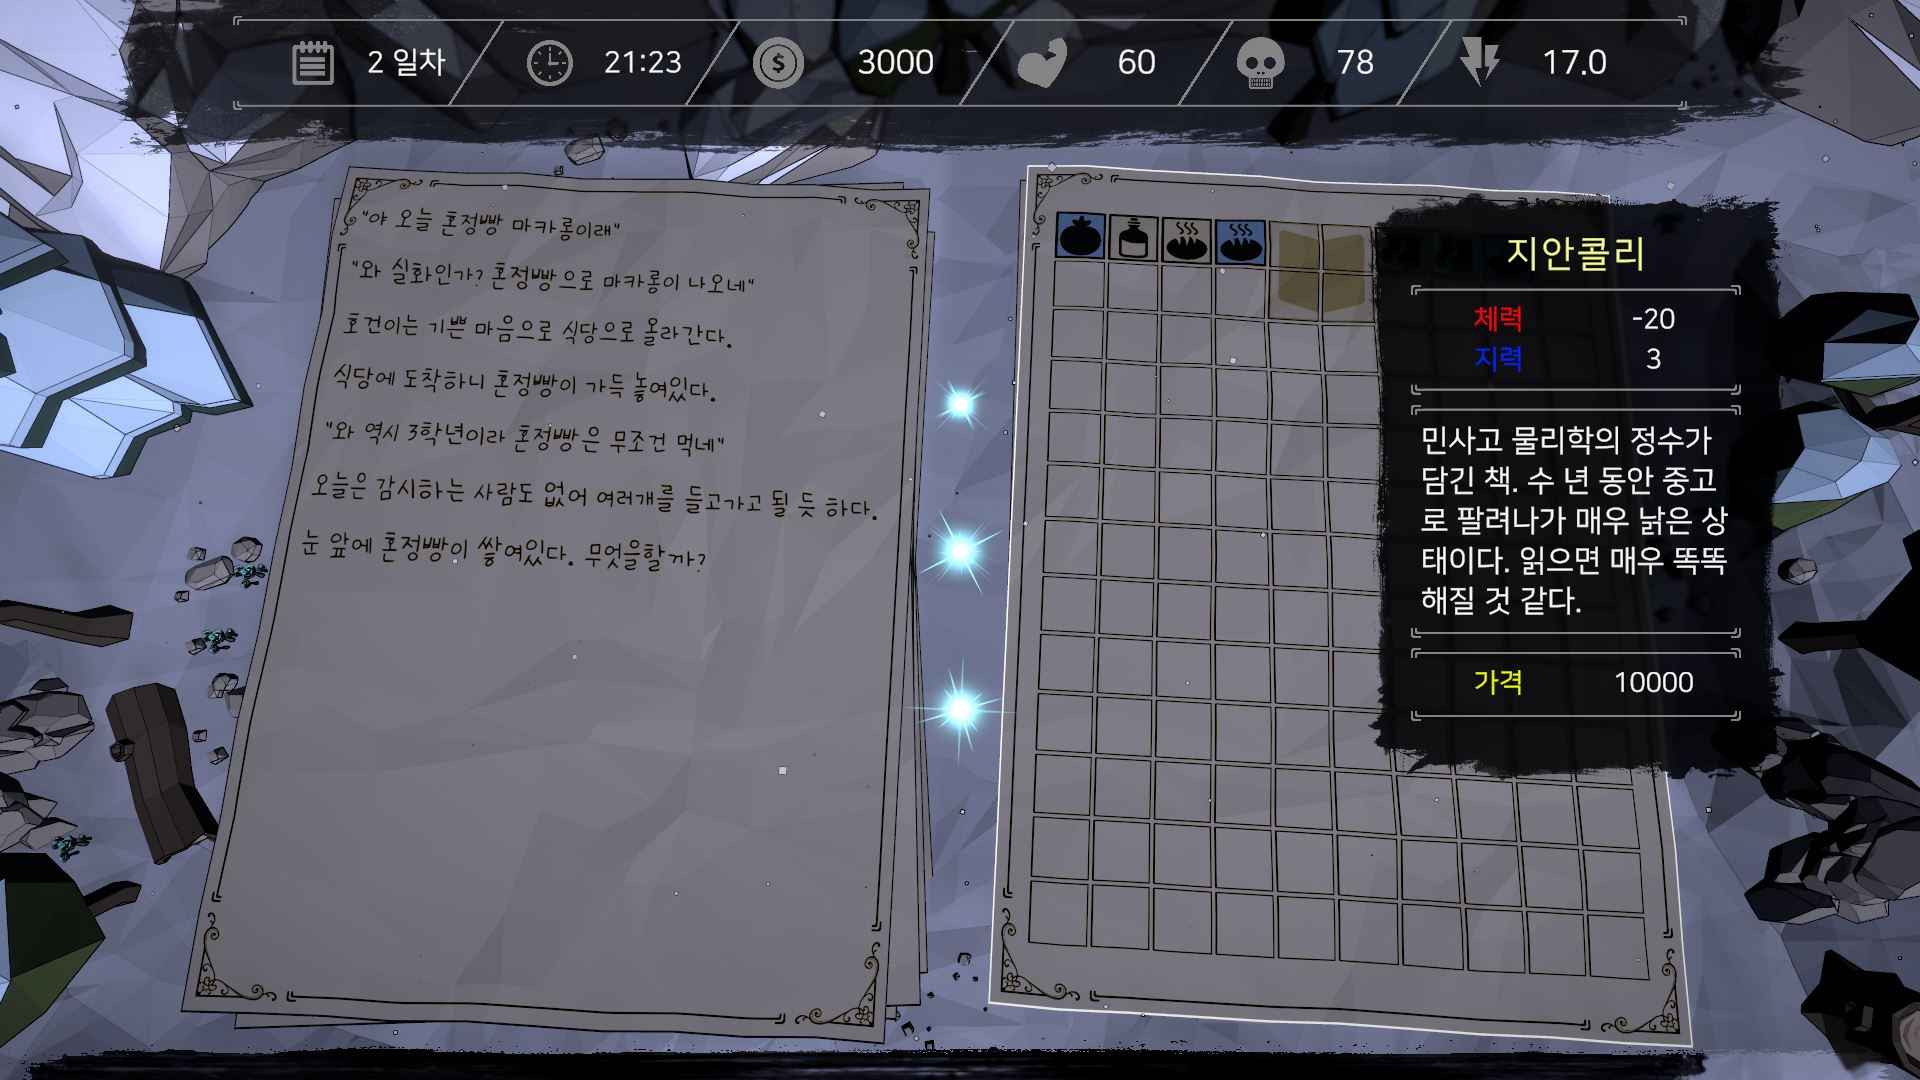 2 일차 21:23 3000 60 78 17.0
"야 오늘 혼정빵 마카롱이래"
"와 실화인가? 혼정빵으로 마카롱이 나오네"
호건이는 기쁜 마음으로 식당으로 올라간다.
식당에 도착하니 혼정빵이 가득 놓여있다.
"와 역시 3학년이라 혼정빵은 무조건 먹네"
오늘은 감시하는 사람도 없어 여러개를 들고가고 될 듯 하다.
눈 앞에 혼정빵이 쌓여있다. 무엇을할까?
지안콜리
체력 -20
지력 3
민사고 물리학의 정수가
담긴 책. 수 년 동안 중고
로 팔려나가 매우 낡은 상
태이다. 읽으면 매우 똑똑
해질 것 같다.
가격 10000